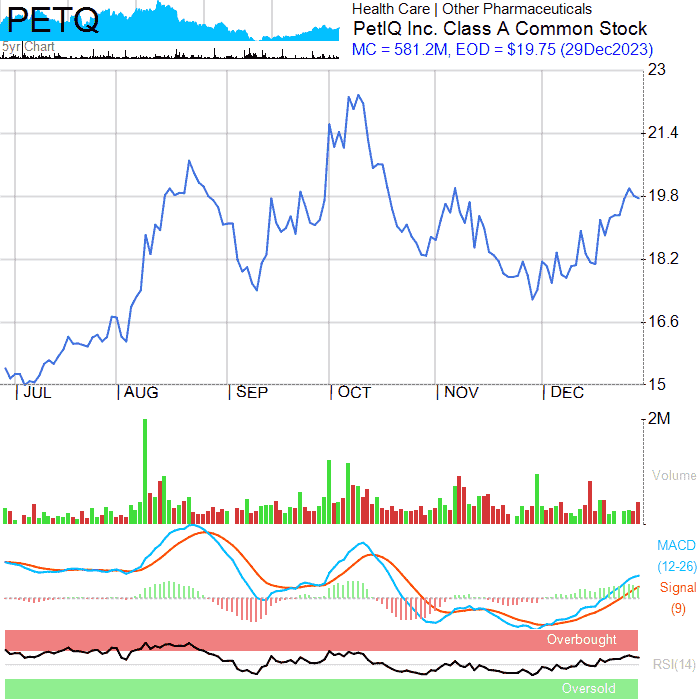 PETQ
5yr Chart
Health Care | Other Pharmaceuticals
PetIQ Inc. Class A Common Stock
MC = 581.2M, EOD = $19.75 (29Dec2023)
23
21.4
19.8
18.2
16.6
15
JUL AUG SEP OCT NOV DEC
2M
Volume
MACD
(12-26)
Signal
(9)
Overbought
RSI(14)
Oversold